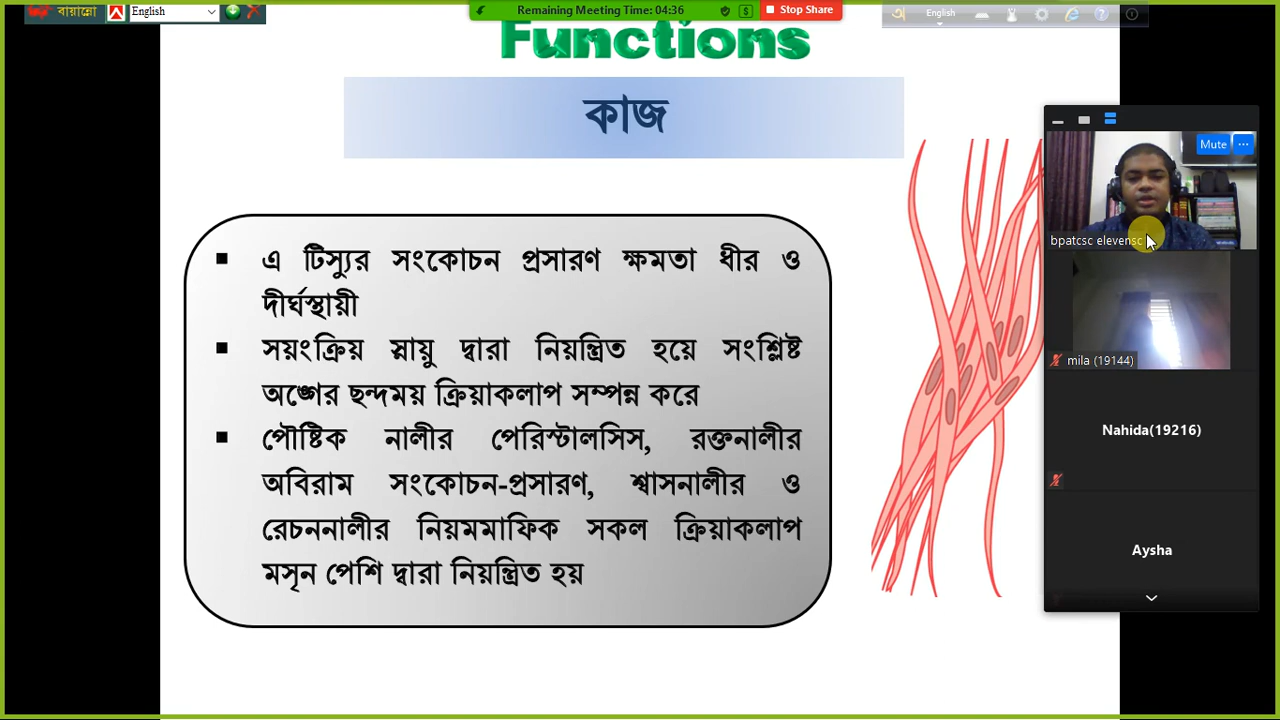 বায়ান্নো
English
Remaining Meeting Time: 04:36
Stop Share
English
Functions
কাজ
এ টিস্যুর সংকোচন প্রসারণ ক্ষমতা ধীর ও
দীর্ঘস্থায়ী
সয়ংক্রিয় স্নায়ু দ্বারা নিয়ন্ত্রিত হয়ে সংশ্লিষ্ট
অঙ্গের ছন্দময় ক্রিয়াকলাপ সম্পন্ন করে
পৌষ্টিক নালীর পেরিস্টালসিস, রক্তনালীর
অবিরাম সংকোচন-প্রসারণ, শ্বাসনালীর ও
রেচননালীর নিয়মমাফিক সকল ক্রিয়াকলাপ
মসৃন পেশি দ্বারা নিয়ন্ত্রিত হয়
Mute
bpatcsc elevensc
mila (19144)
Nahida(19216)
Aysha